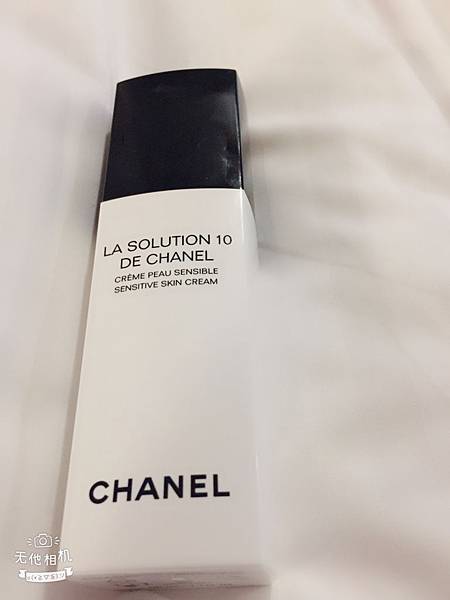 LA SOLUTION 10
DE CHANEL
CRÈME PEAU SENSIBLE
SENSITIVE SKIN CREAM
CHANEL
无他相机